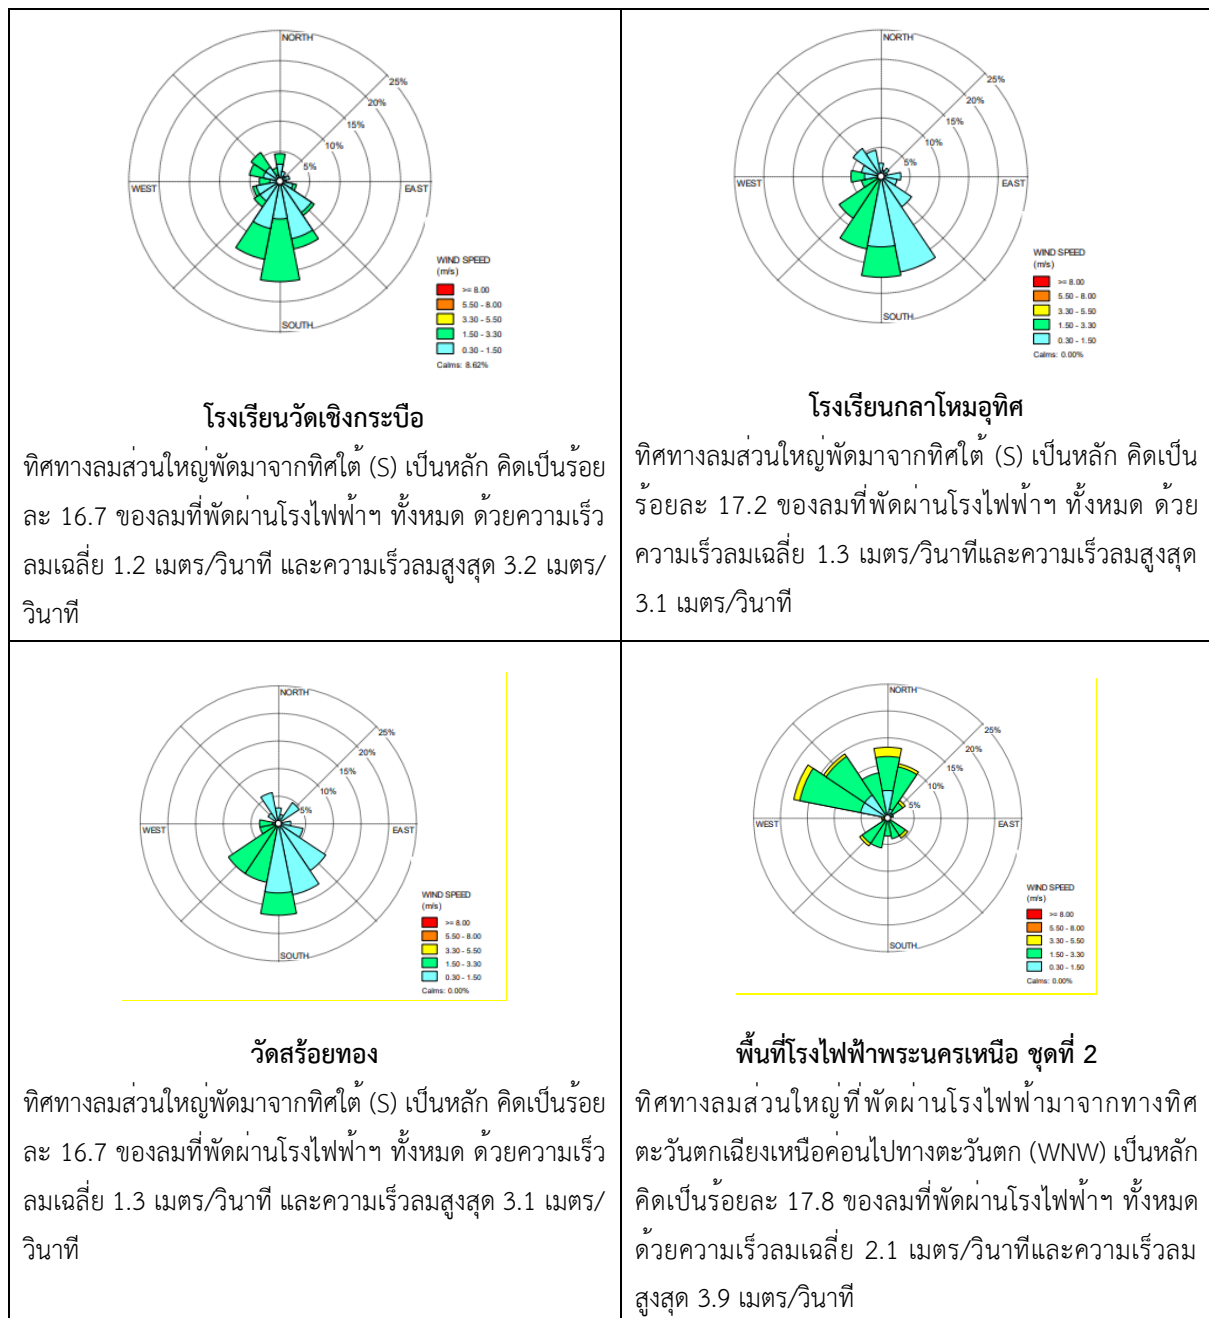 NORTH
25%
20%
15%
10%
5%
WEST
EAST
SOUTH
WIND SPEED
(m/s)
>= 8.00
5.50 - 8.00
3.30 - 5.50
1.50 - 3.30
0.30 - 1.50
Calms: 8.62%
โรงเรียนวัดเชิงกระบือ
ทิศทางลมส่วนใหญ่พัดมาจากทิศใต้ (S) เป็นหลัก คิดเป็นร้อย
ละ 16.7 ของลมที่พัดผ่านโรงไฟฟ้าฯ ทั้งหมด ด้วยความเร็ว
ลมเฉลี่ย 1.2 เมตร/วินาที และความเร็วลมสูงสุด 3.2 เมตร/
วินาที
NORTH
25%
20%
15%
10%
5%
WEST
EAST
SOUTH
WIND SPEED
(m/s)
>= 8.00
5.50 - 8.00
3.30 - 5.50
1.50 - 3.30
0.30 - 1.50
Calms: 0.00%
โรงเรียนกลาโหมอุทิศ
ทิศทางลมส่วนใหญ่พัดมาจากทิศใต้ (S) เป็นหลัก คิดเป็น
ร้อยละ 17.2 ของลมที่พัดผ่านโรงไฟฟ้าฯ ทั้งหมด ด้วย
ความเร็วลมเฉลี่ย 1.3 เมตร/วินาทีและความเร็วลมสูงสุด
3.1 เมตร/วินาที
NORTH
25%
20%
15%
10%
5%
WEST
EAST
SOUTH
WIND SPEED
(m/s)
>= 8.00
5.50 - 8.00
3.30 - 5.50
1.50 - 3.30
0.30 - 1.50
Calms: 0.00%
วัดสร้อยทอง
ทิศทางลมส่วนใหญ่พัดมาจากทิศใต้ (S) เป็นหลัก คิดเป็นร้อย
ละ 16.7 ของลมที่พัดผ่านโรงไฟฟ้าฯ ทั้งหมด ด้วยความเร็ว
ลมเฉลี่ย 1.3 เมตร/วินาที และความเร็วลมสูงสุด 3.1 เมตร/
วินาที
NORTH
25%
20%
15%
10%
5%
WEST
EAST
SOUTH
WIND SPEED
(m/s)
>= 8.00
5.50 - 8.00
3.30 - 5.50
1.50 - 3.30
0.30 - 1.50
Calms: 0.00%
พื้นที่โรงไฟฟ้าพระนครเหนือ ชุดที่ 2
ทิศทางลมส่วนใหญ่ที่พัดผ่านโรงไฟฟ้ามาจากทางทิศ
ตะวันตกเฉียงเหนือค่อนไปทางตะวันตก (WNW) เป็นหลัก
คิดเป็นร้อยละ 17.8 ของลมที่พัดผ่านโรงไฟฟ้าฯ ทั้งหมด
ด้วยความเร็วลมเฉลี่ย 2.1 เมตร/วินาทีและความเร็วลม
สูงสุด 3.9 เมตร/วินาที